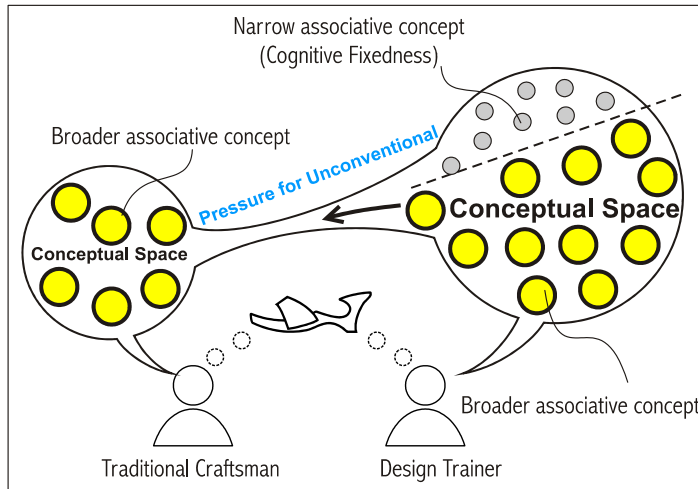 Narrow associative concept
(Cognitive Fixedness)
Broader associative concept
Pressure for Unconventional
Conceptual Space
Conceptual Space
Broader associative concept
Traditional Craftsman
Design Trainer